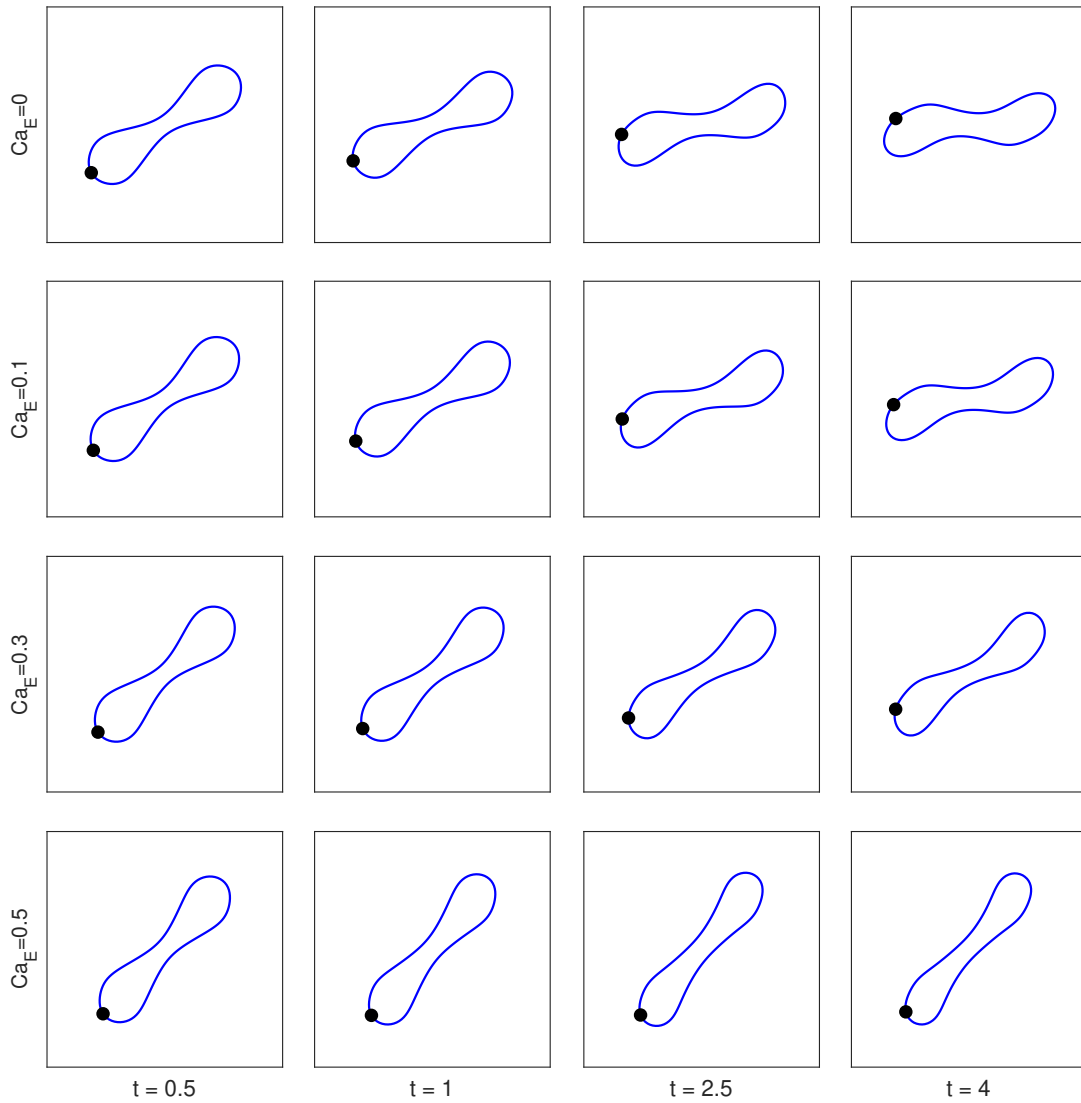 Ca_E=0
Ca_E=0.1
Ca_E=0.3
Ca_E=0.5
t = 0.5
t = 1
t = 2.5
t = 4